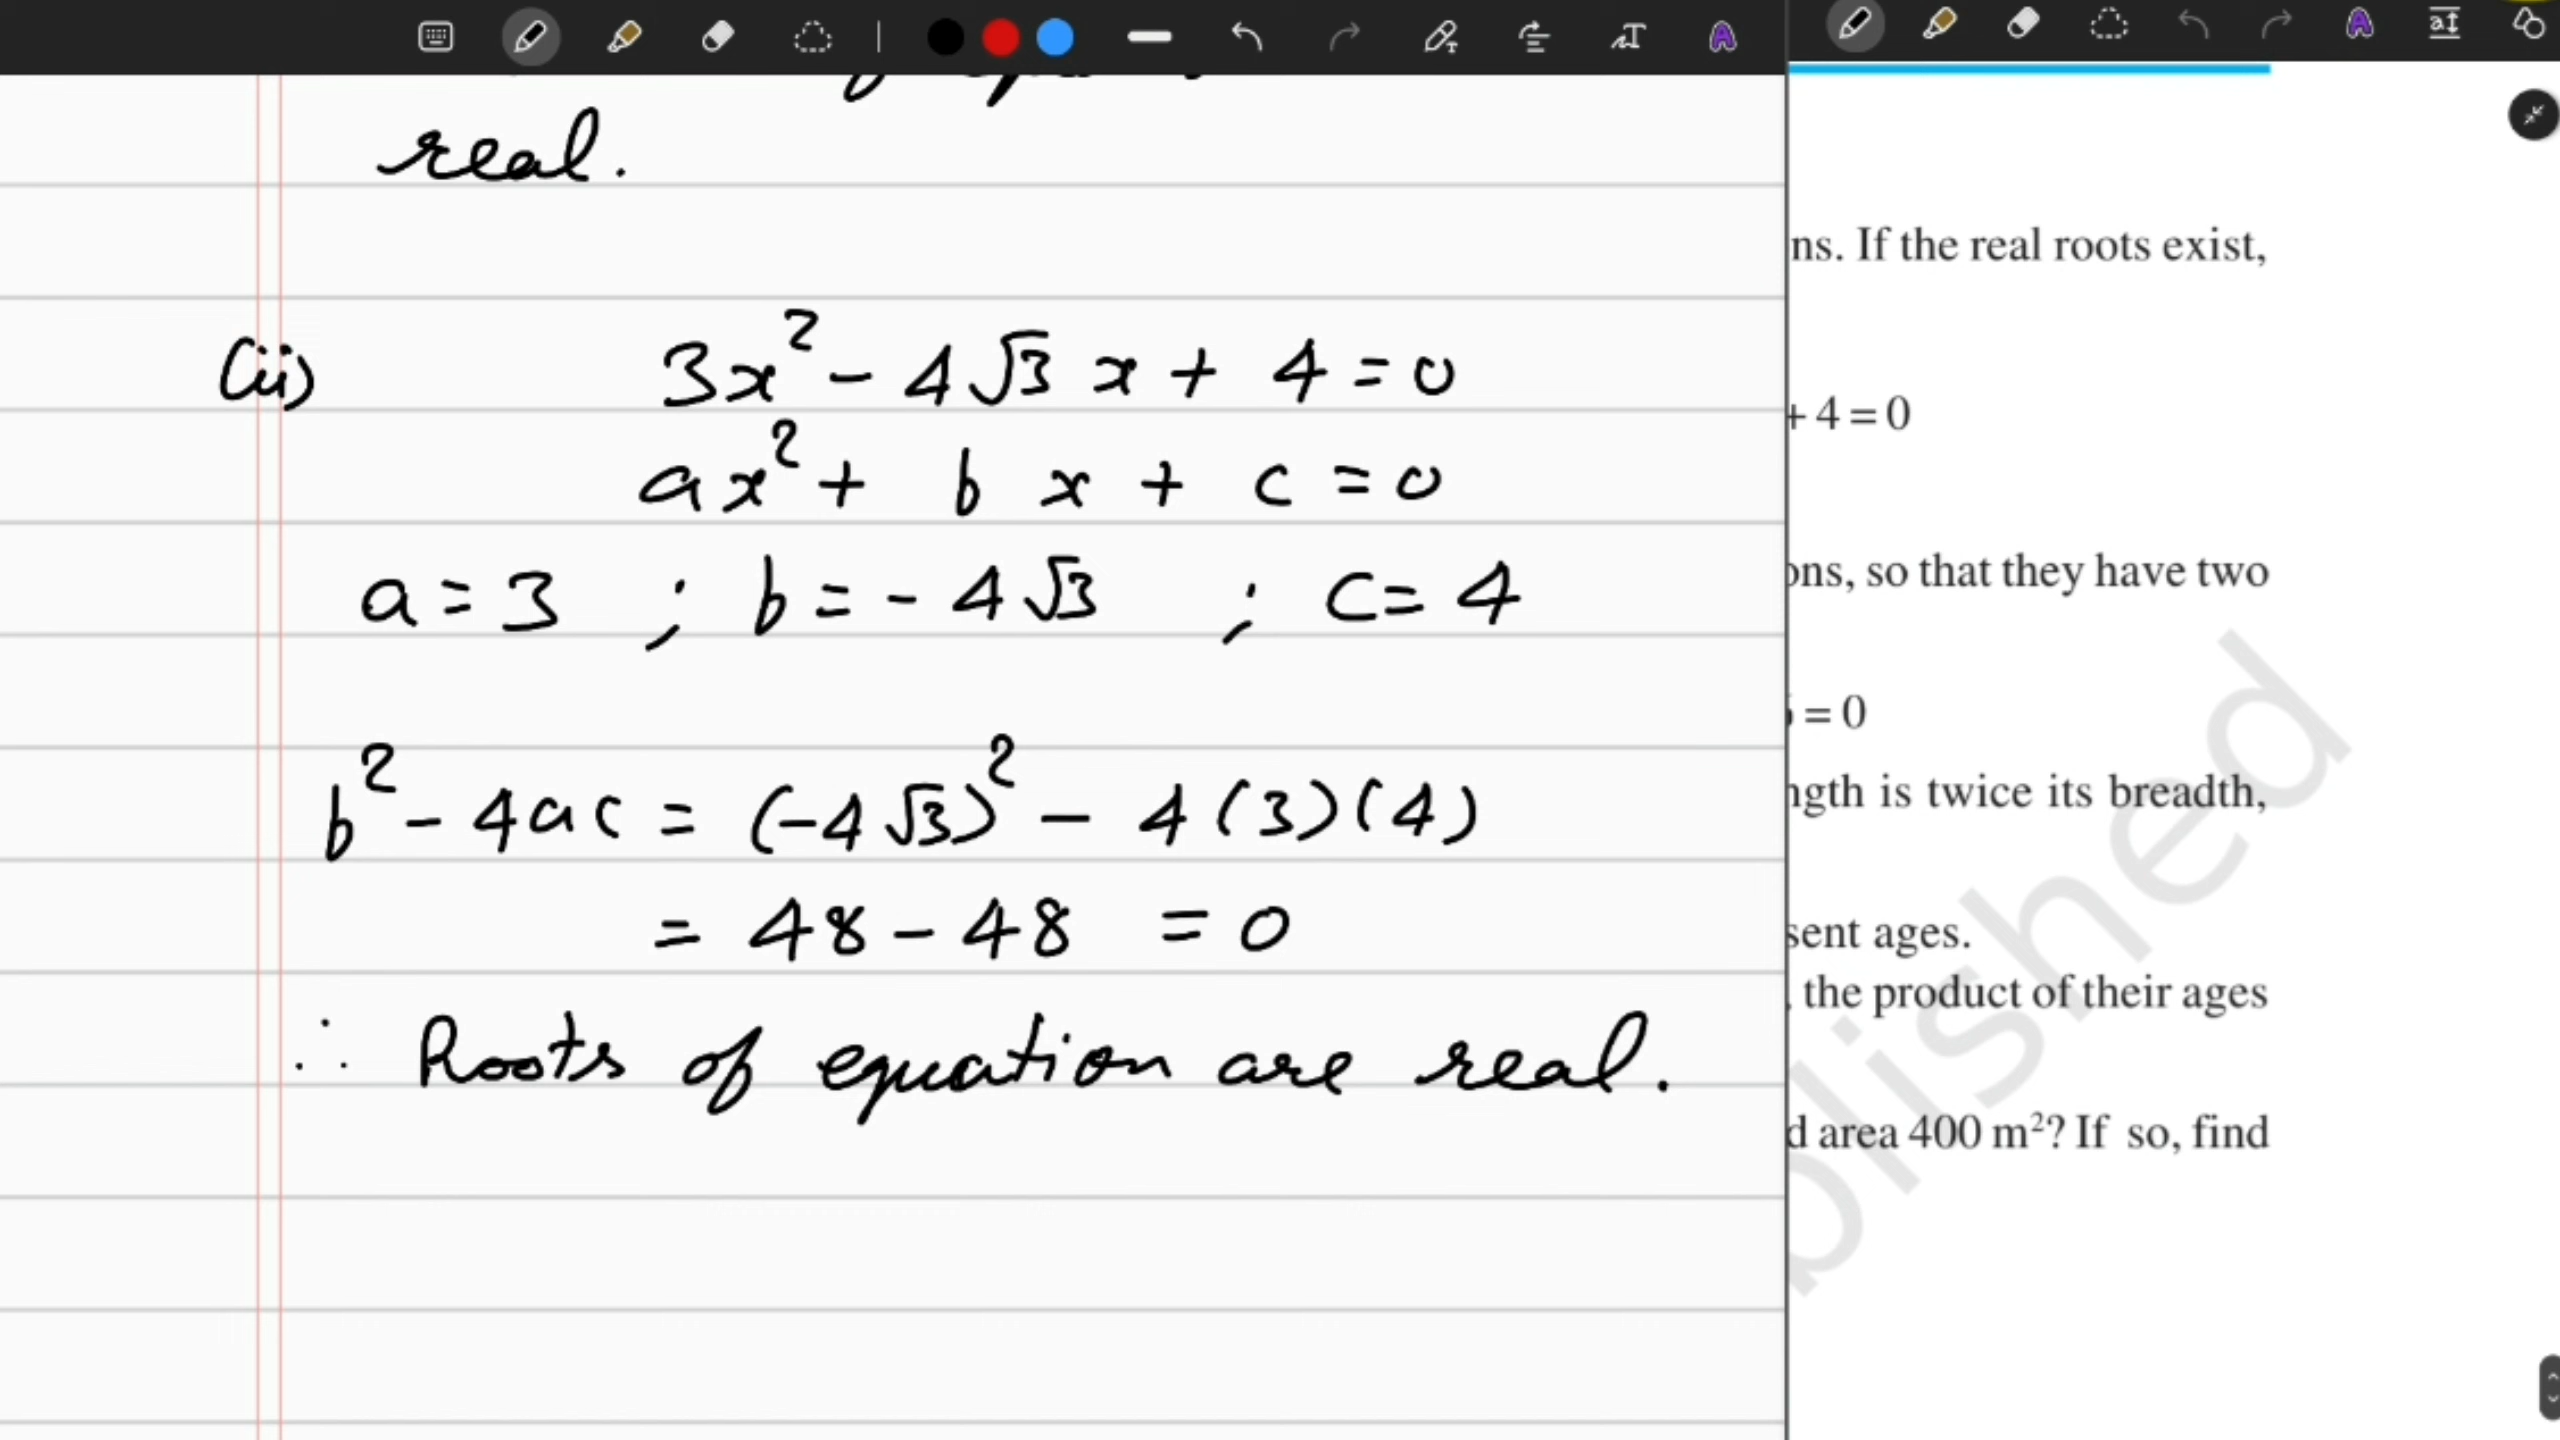 real.
(ii) 3x² - 4√3 x + 4 = 0
ax² + b x + c = 0
a = 3 ; b = - 4√3 ; c = 4
b² - 4ac = (-4√3)² - 4(3)(4)
= 48 - 48 = 0
∴ Roots of equation are real.
ns. If the real roots exist,
+ 4 = 0
ons, so that they have two
= 0
ngth is twice its breadth,
sent ages.
, the product of their ages
d area 400 m²? If so, find
blished